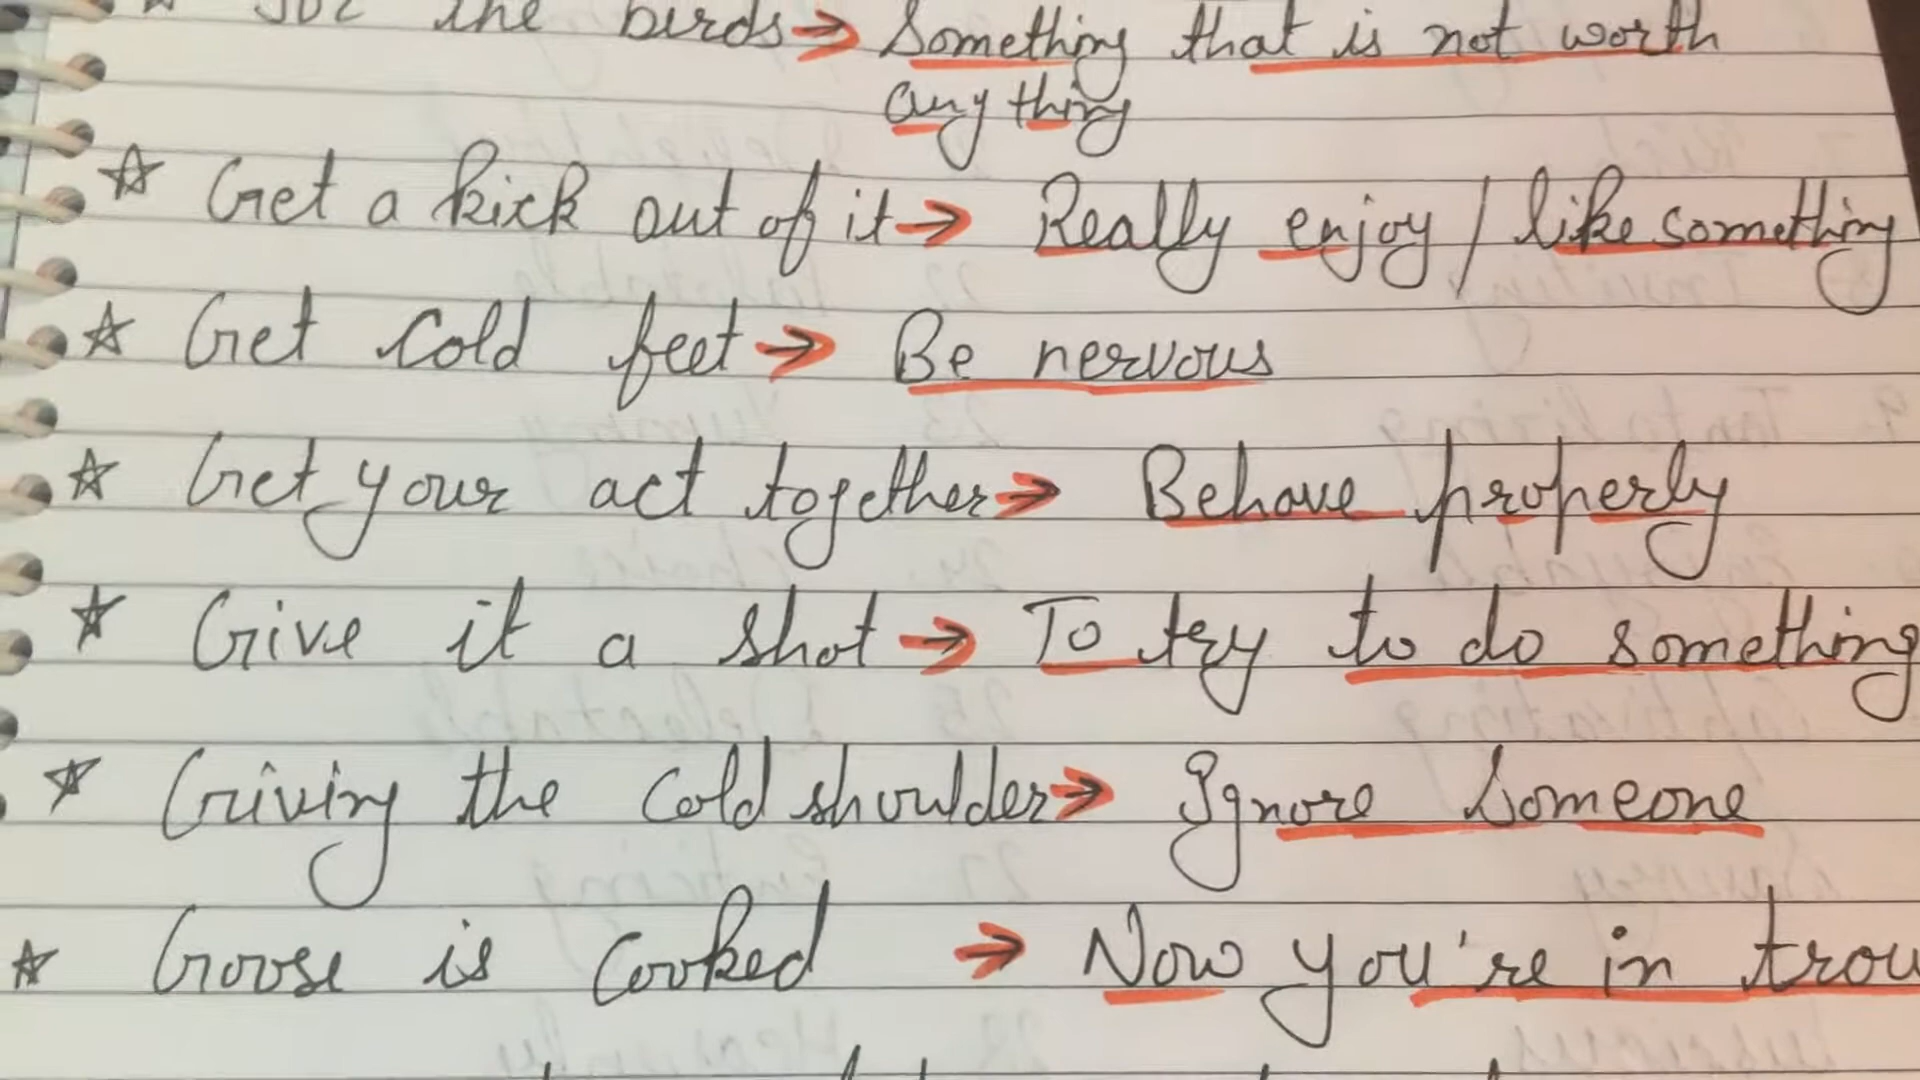 the birds → Something that is not worth
anything
☆ Get a kick out of it → Really enjoy / like something
☆ Get cold feet → Be nervous
☆ Get your act together → Behave properly
☆ Give it a shot → To try to do something
☆ Giving the cold shoulder → Ignore someone
☆ Goose is cooked → Now you're in trou